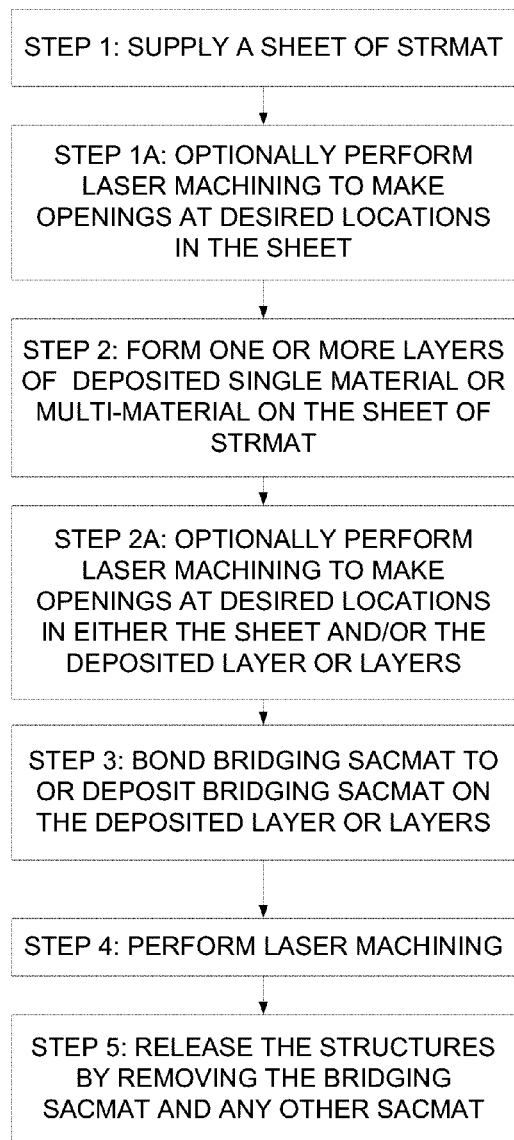 STEP 1: SUPPLY A SHEET OF STRMAT
STEP 1A: OPTIONALLY PERFORM
LASER MACHINING TO MAKE
OPENINGS AT DESIRED LOCATIONS
IN THE SHEET
STEP 2: FORM ONE OR MORE LAYERS
OF DEPOSITED SINGLE MATERIAL OR
MULTI-MATERIAL ON THE SHEET OF
STRMAT
STEP 2A: OPTIONALLY PERFORM
LASER MACHINING TO MAKE
OPENINGS AT DESIRED LOCATIONS
IN EITHER THE SHEET AND/OR THE
DEPOSITED LAYER OR LAYERS
STEP 3: BOND BRIDGING SACMAT TO
OR DEPOSIT BRIDGING SACMAT ON
THE DEPOSITED LAYER OR LAYERS
STEP 4: PERFORM LASER MACHINING
STEP 5: RELEASE THE STRUCTURES
BY REMOVING THE BRIDGING
SACMAT AND ANY OTHER SACMAT